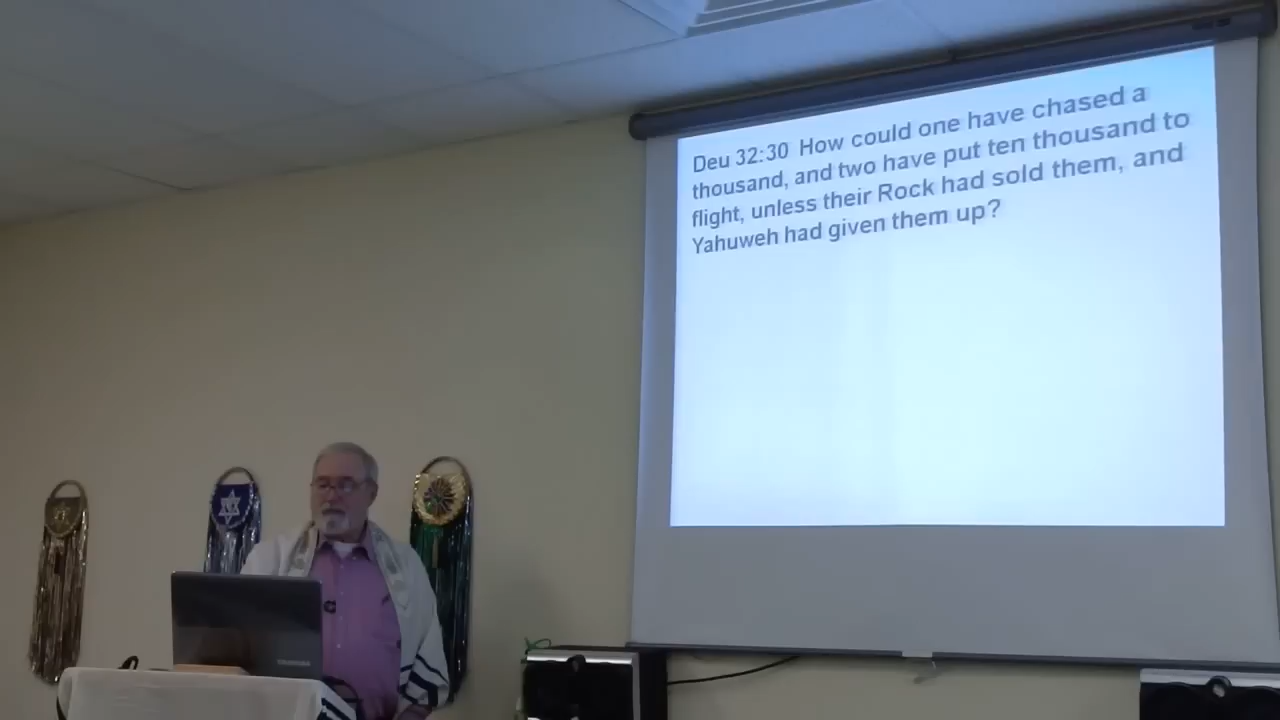 Deu 32:30 How could one have chased a
thousand, and two have put ten thousand to
flight, unless their Rock had sold them, and
Yahuweh had given them up?
TOSHIBA